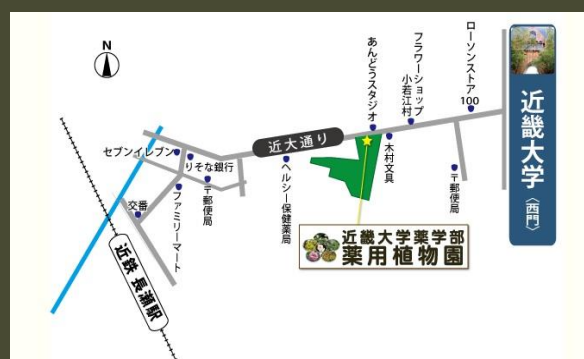 N
あんどうスタジオ
フラワーショップ
小若江村
ローソンストア
100
近畿大学
〈西門〉
セブンイレブン
りそな銀行
近大通り
木村文具
ヘルシー保健薬局
〒郵便局
〒郵便局
交番
ファミリーマート
近鉄 長瀬駅
近畿大学薬学部
薬用植物園